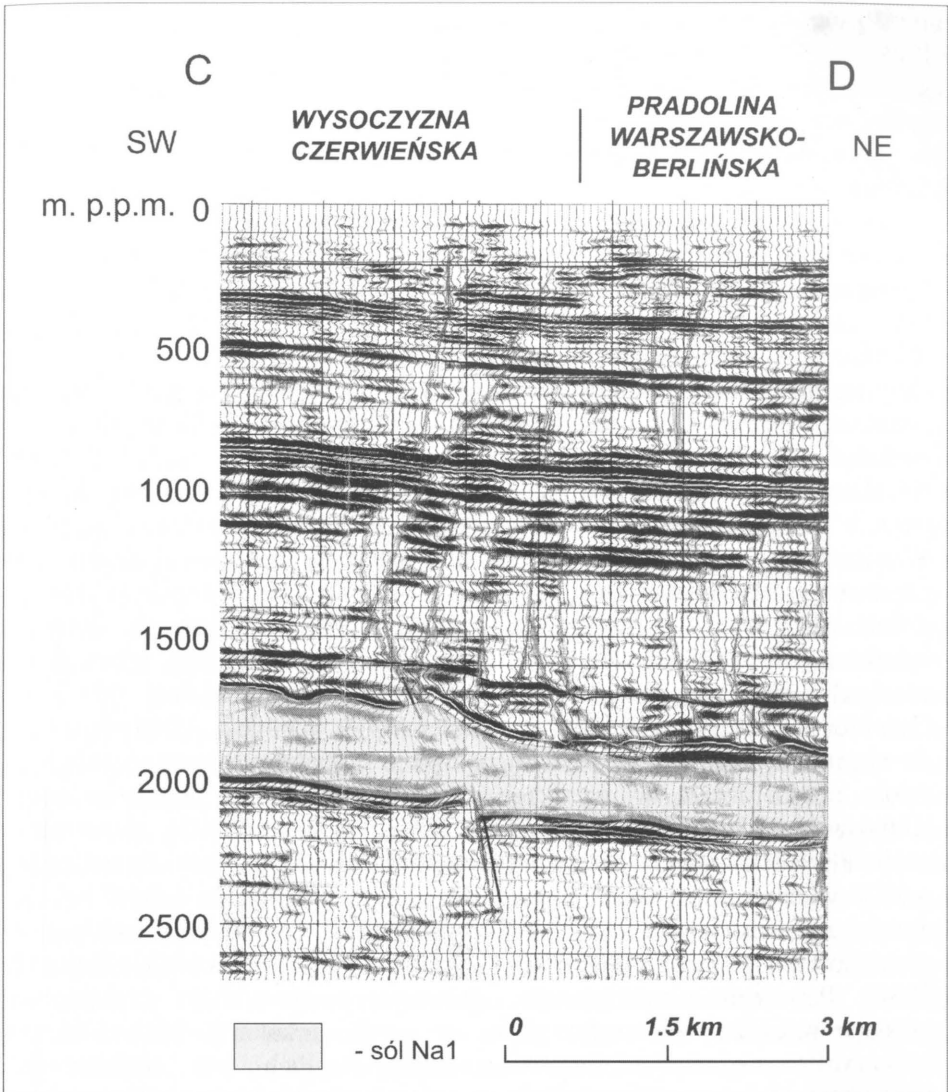 C
D
SW
WYSOCZYZNA
CZERWIEŃSKA
PRADOLINA
WARSZAWSKO-
BERLIŃSKA
NE
m. p.p.m. 0
500
1000
1500
2000
2500
- sól Na1
0 1.5 km 3 km